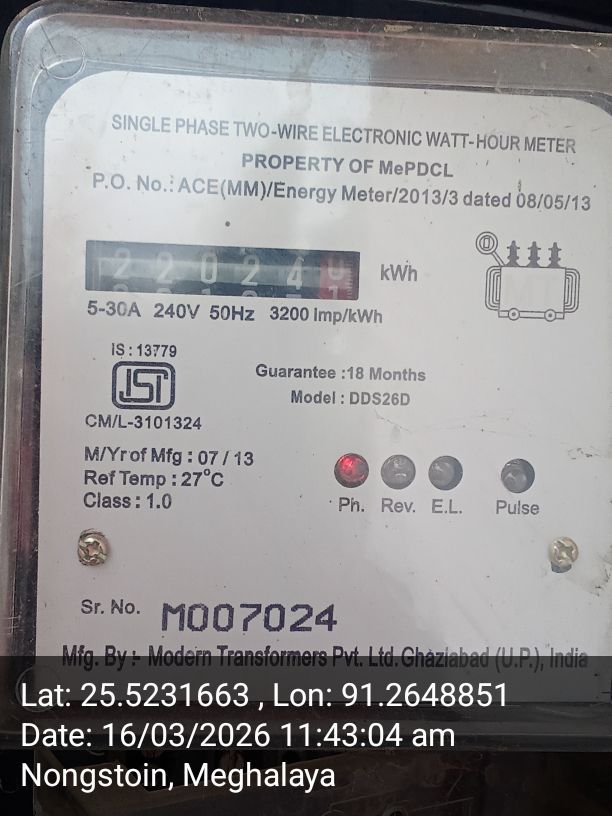 SINGLE PHASE TWO-WIRE ELECTRONIC WATT-HOUR METER
PROPERTY OF MePDCL
P.O. No.: ACE(MM)/Energy Meter/2013/3 dated 08/05/13
22024 kWh
5-30A 240V 50Hz 3200 Imp/kWh
IS : 13779
ISI
CM/L-3101324
Guarantee :18 Months
Model : DDS26D
M/Yr of Mfg : 07 / 13
Ref Temp : 27°C
Class : 1.0
Ph. Rev. E.L. Pulse
Sr. No. M007024
Mfg. By :- Modern Transformers Pvt. Ltd. Ghaziabad (U.P.), India
Lat: 25.5231663 , Lon: 91.2648851
Date: 16/03/2026 11:43:04 am
Nongstoin, Meghalaya